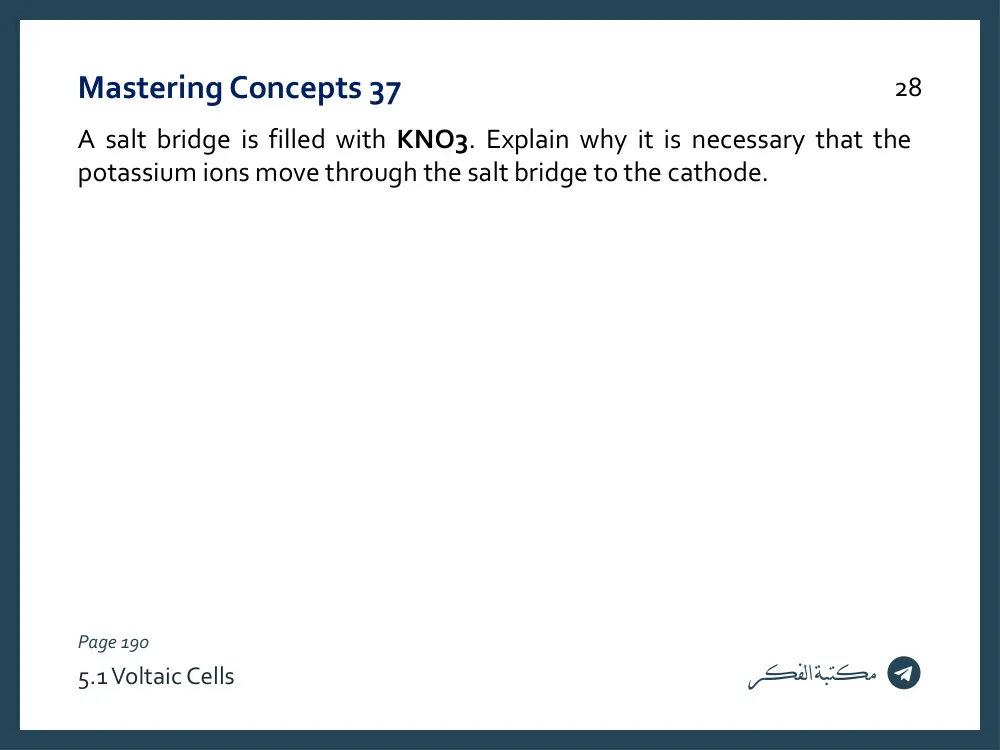 Mastering Concepts 37
28
A salt bridge is filled with KNO3. Explain why it is necessary that the
potassium ions move through the salt bridge to the cathode.
Page 190
5.1 Voltaic Cells
مكتبة الفكر